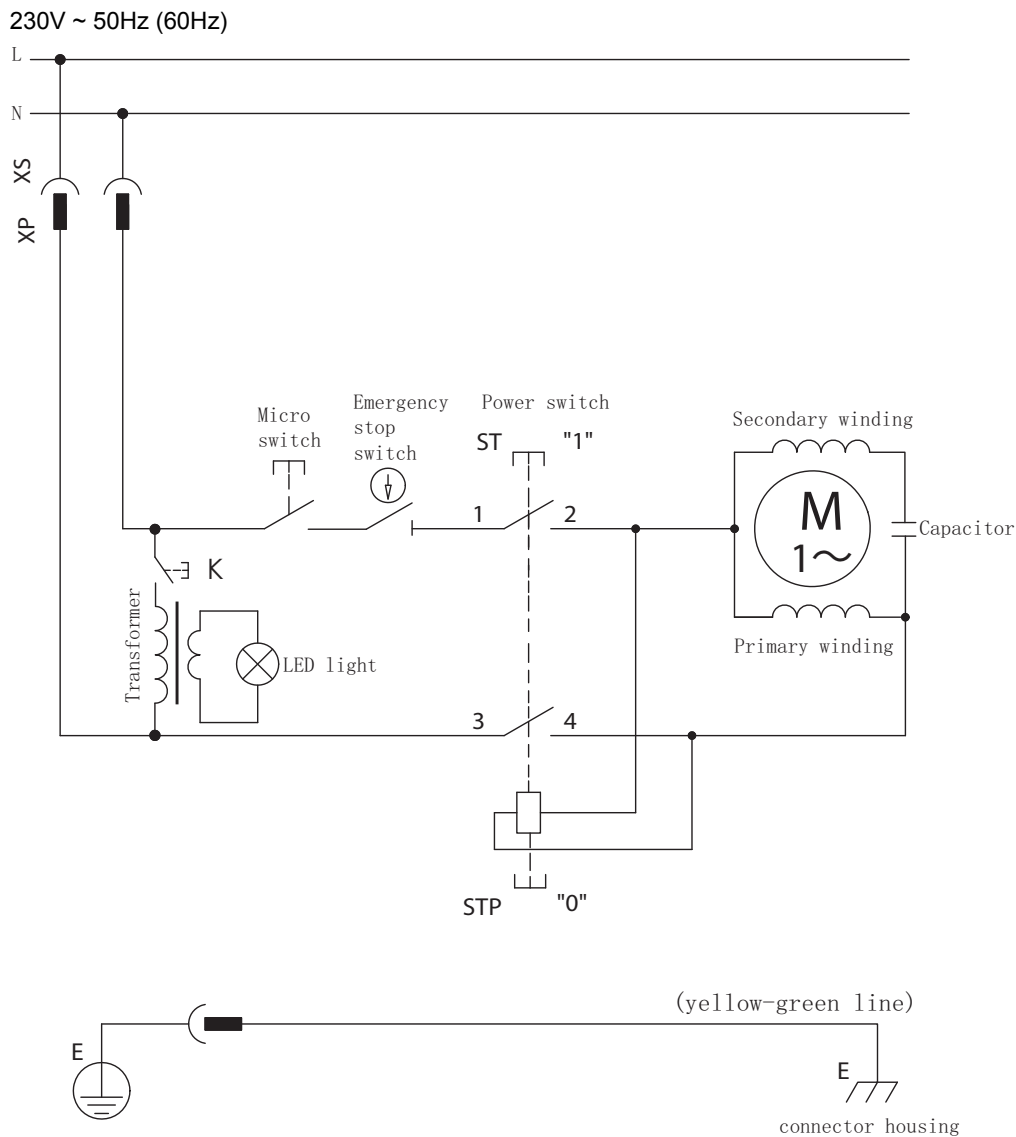 230V ~ 50Hz (60Hz)
L
N
XS
XP
Micro
switch
Emergency
stop
switch
Power switch
ST
"1"
1
2
Secondary winding
M
1~
Capacitor
Primary winding
K
Transformer
LED light
3
4
STP
"0"
(yellow-green line)
E
E
connector housing